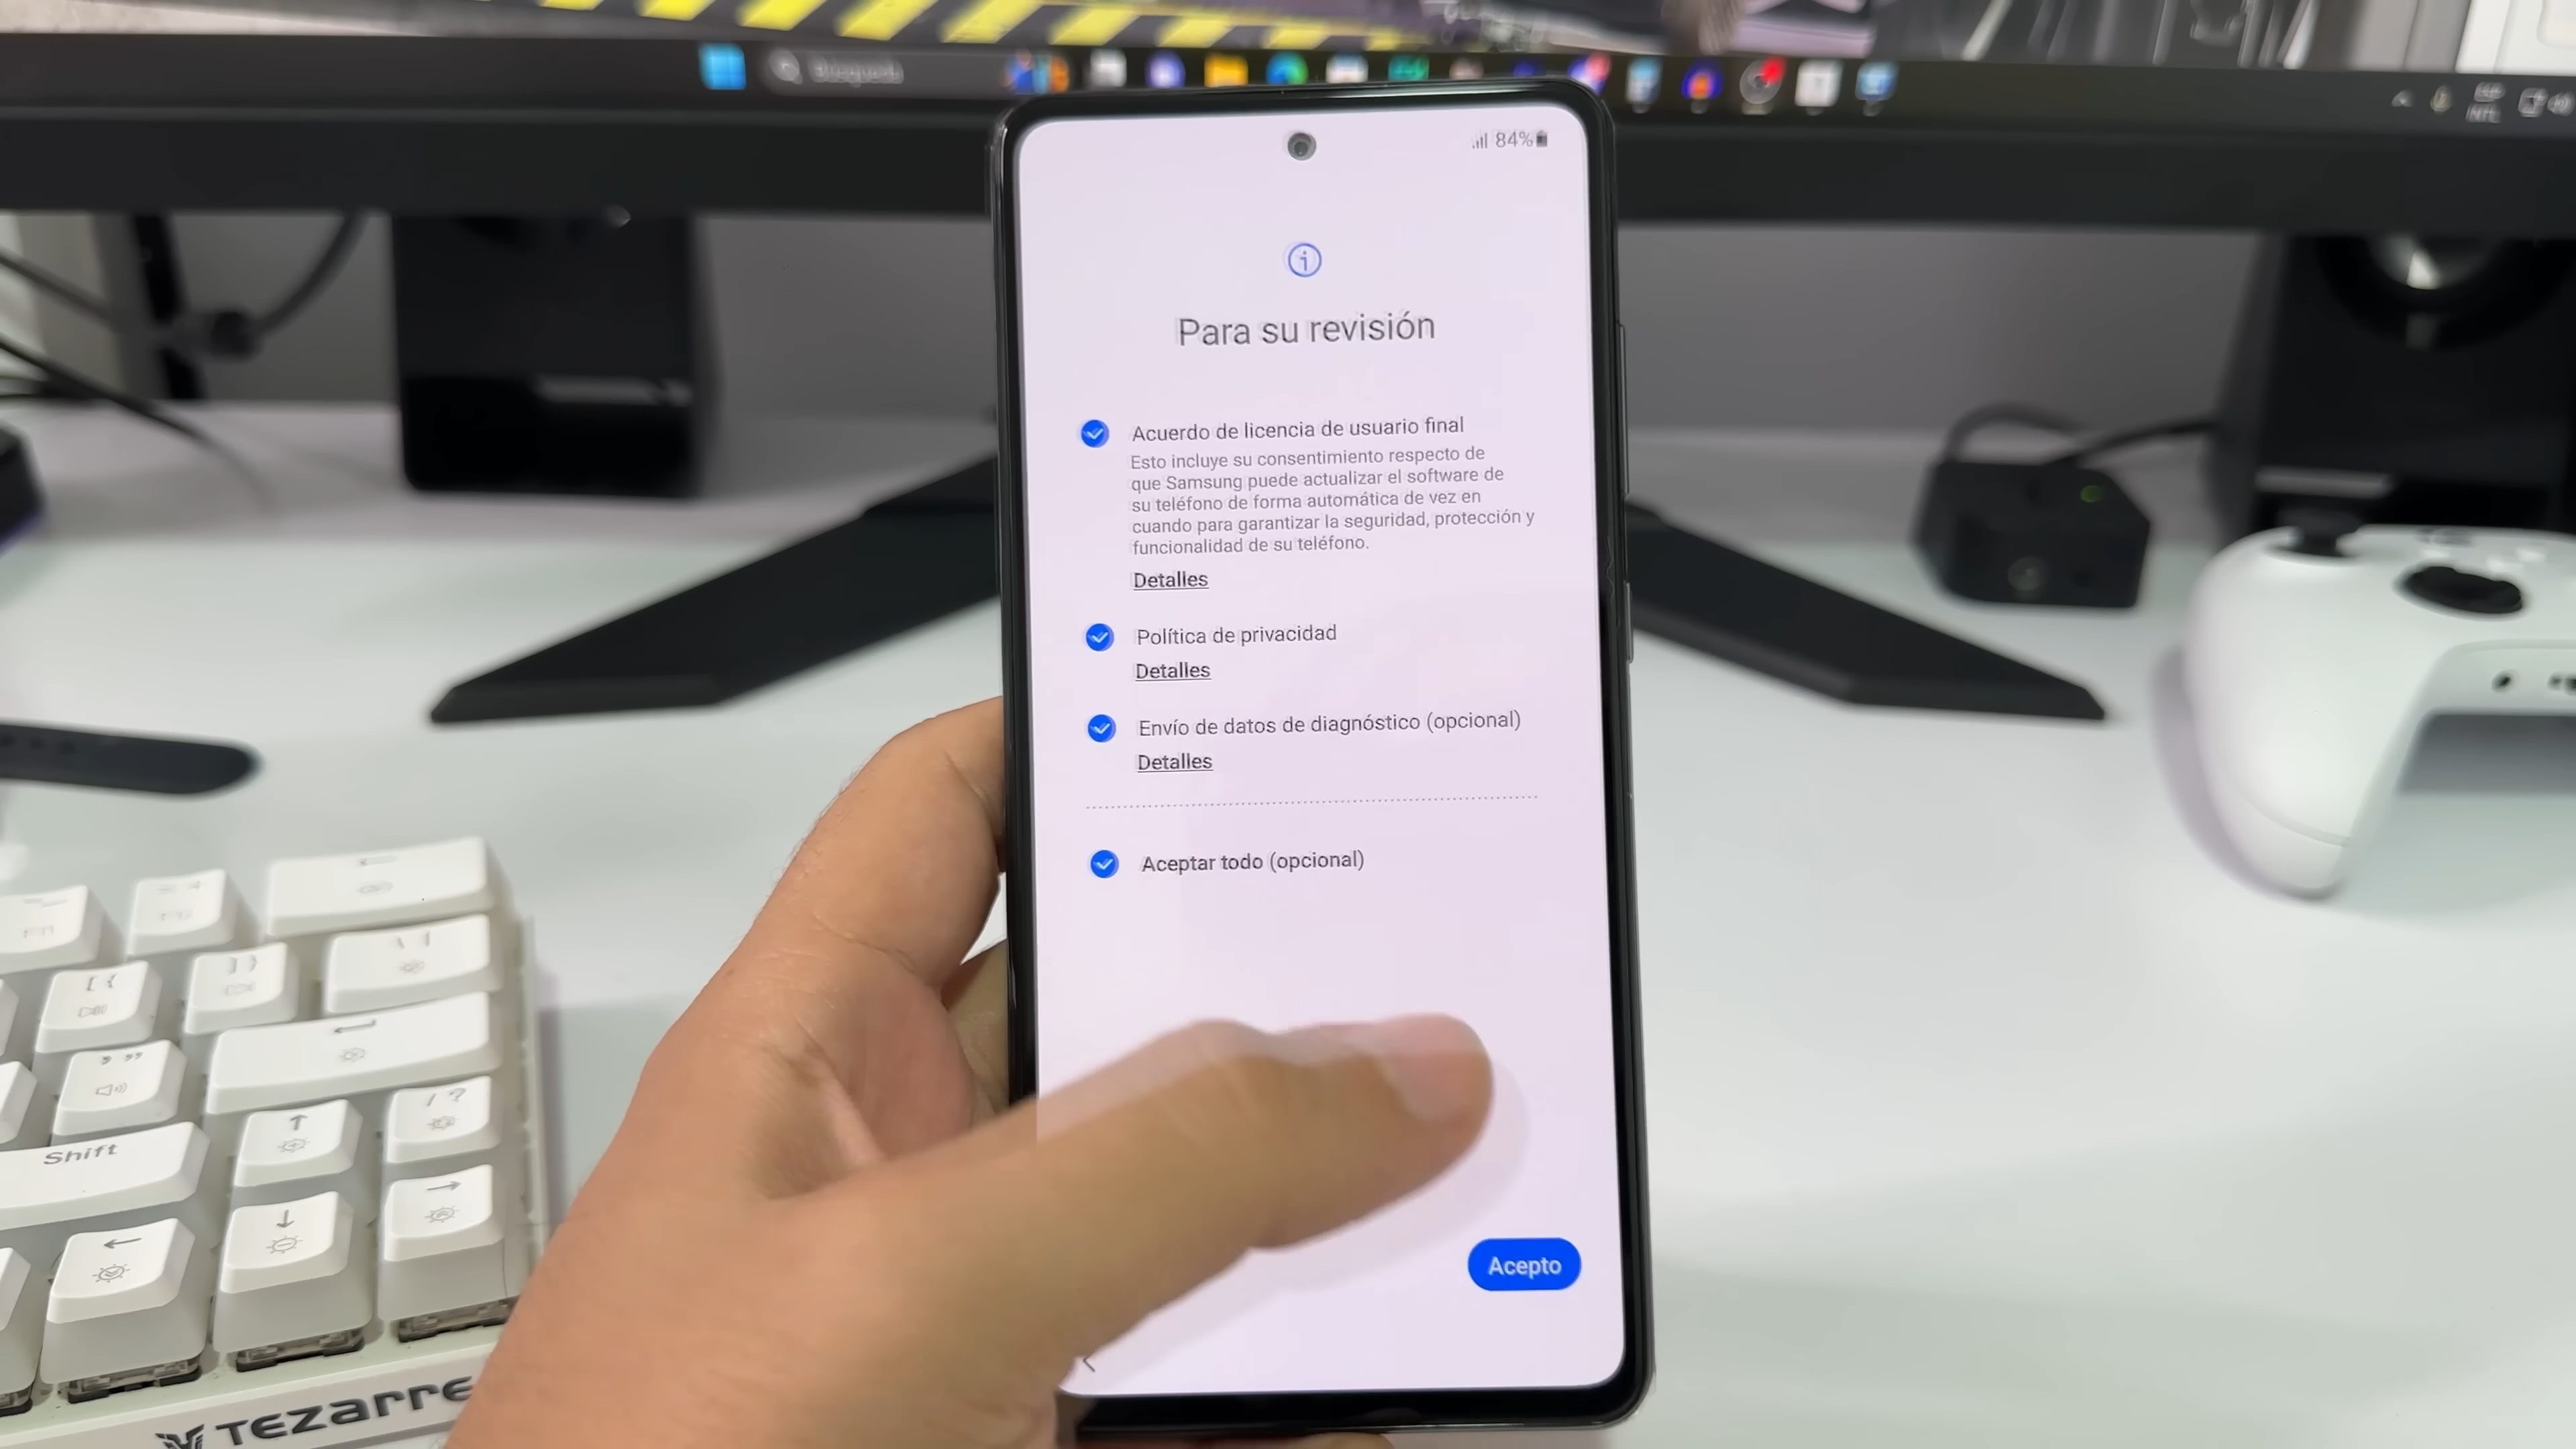 Búsqueda
ESP
INTL
84%
Para su revisión
Acuerdo de licencia de usuario final
Esto incluye su consentimiento respecto de
que Samsung puede actualizar el software de
su teléfono de forma automática de vez en
cuando para garantizar la seguridad, protección y
funcionalidad de su teléfono.
Detalles
Política de privacidad
Detalles
Envío de datos de diagnóstico (opcional)
Detalles
Aceptar todo (opcional)
Acepto
[ {
] }
\ |
' "
/ ?
Shift
TEZarre